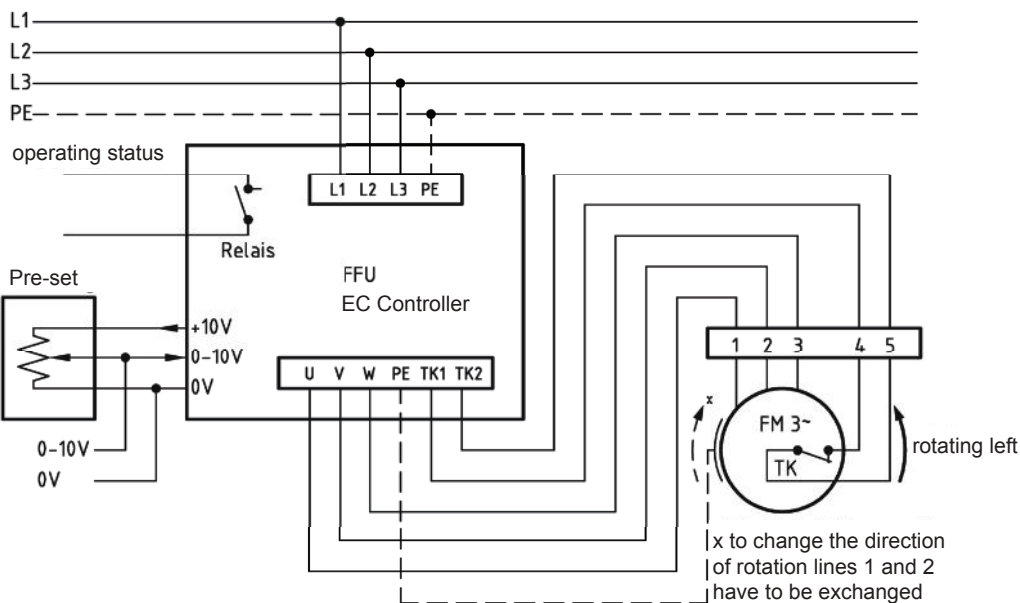 L1
L2
L3
PE
operating status
L1 L2 L3 PE
Relais
Pre-set
FFU
EC Controller
+10V
0-10V
0V
U V W PE TK1 TK2
1 2 3 4 5
x
FM 3~
TK
rotating left
0-10V
0V
x to change the direction
of rotation lines 1 and 2
have to be exchanged